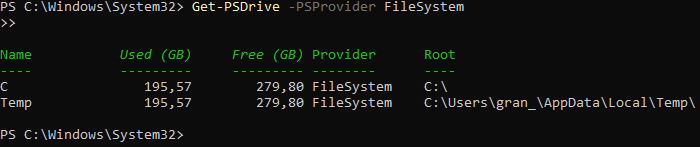 PS C:\Windows\System32> Get-PSDrive -PSProvider FileSystem
>>
Name Used (GB) Free (GB) Provider Root
---- --------- --------- -------- ----
C 195,57 279,80 FileSystem C:\
Temp 195,57 279,80 FileSystem C:\Users\gran_\AppData\Local\Temp\
PS C:\Windows\System32>